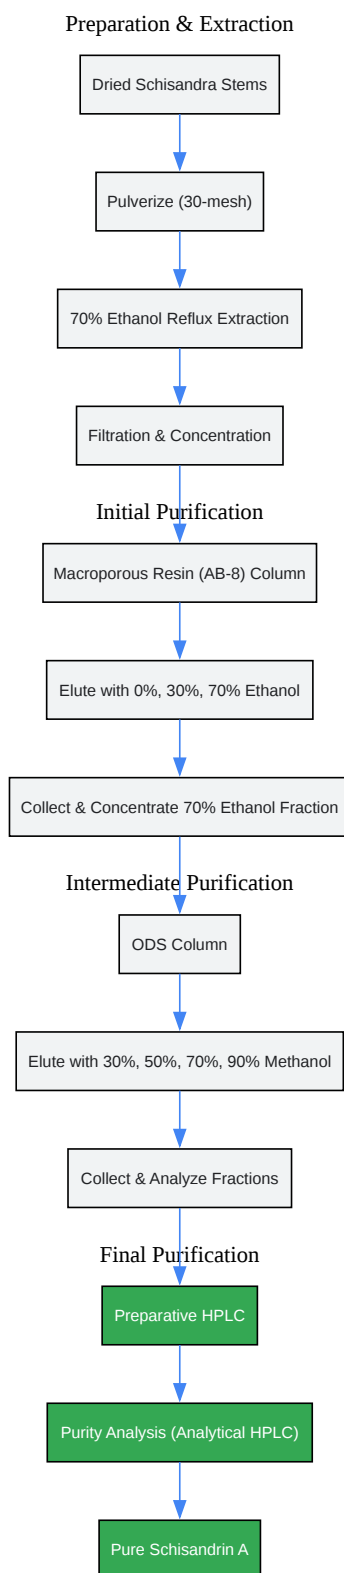 Preparation & Extraction
Dried Schisandra Stems
Pulverize (30-mesh)
70% Ethanol Reflux Extraction
Filtration & Concentration
Initial Purification
Macroporous Resin (AB-8) Column
Elute with 0%, 30%, 70% Ethanol
Collect & Concentrate 70% Ethanol Fraction
Intermediate Purification
ODS Column
Elute with 30%, 50%, 70%, 90% Methanol
Collect & Analyze Fractions
Final Purification
Preparative HPLC
Purity Analysis (Analytical HPLC)
Pure Schisandrin A